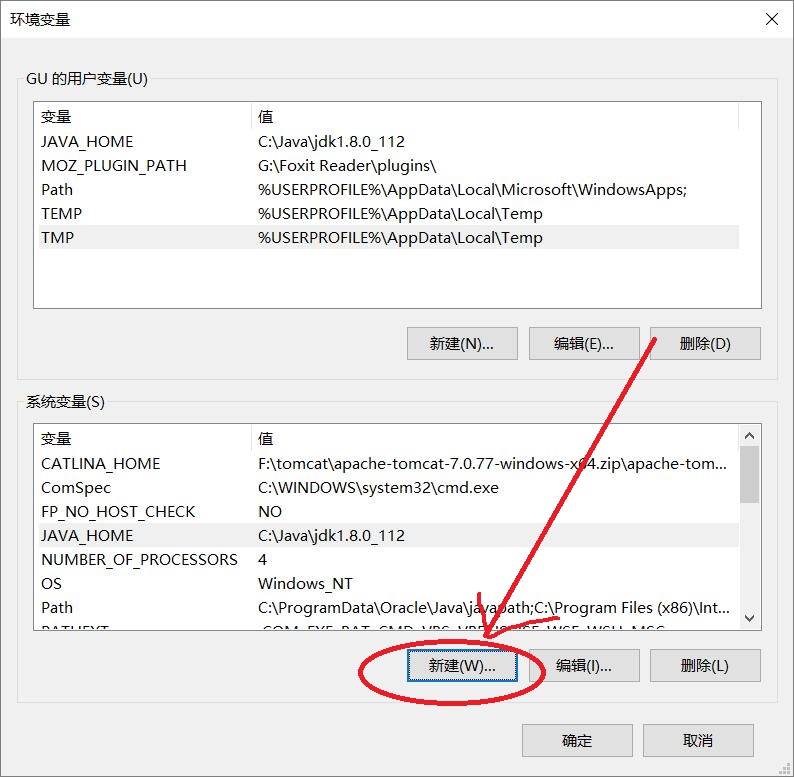 环境变量
GU 的用户变量(U)
变量 值
JAVA_HOME C:\Java\jdk1.8.0_112
MOZ_PLUGIN_PATH G:\Foxit Reader\plugins\
Path %USERPROFILE%\AppData\Local\Microsoft\WindowsApps;
TEMP %USERPROFILE%\AppData\Local\Temp
TMP %USERPROFILE%\AppData\Local\Temp
新建(N)... 编辑(E)... 删除(D)
系统变量(S)
变量 值
CATLINA_HOME F:\tomcat\apache-tomcat-7.0.77-windows-x64.zip\apache-tom...
ComSpec C:\WINDOWS\system32\cmd.exe
FP_NO_HOST_CHECK NO
JAVA_HOME C:\Java\jdk1.8.0_112
NUMBER_OF_PROCESSORS 4
OS Windows_NT
Path C:\ProgramData\Oracle\Java\javapath;C:\Program Files (x86)\Int...
新建(W)... 编辑(I)... 删除(L)
确定 取消